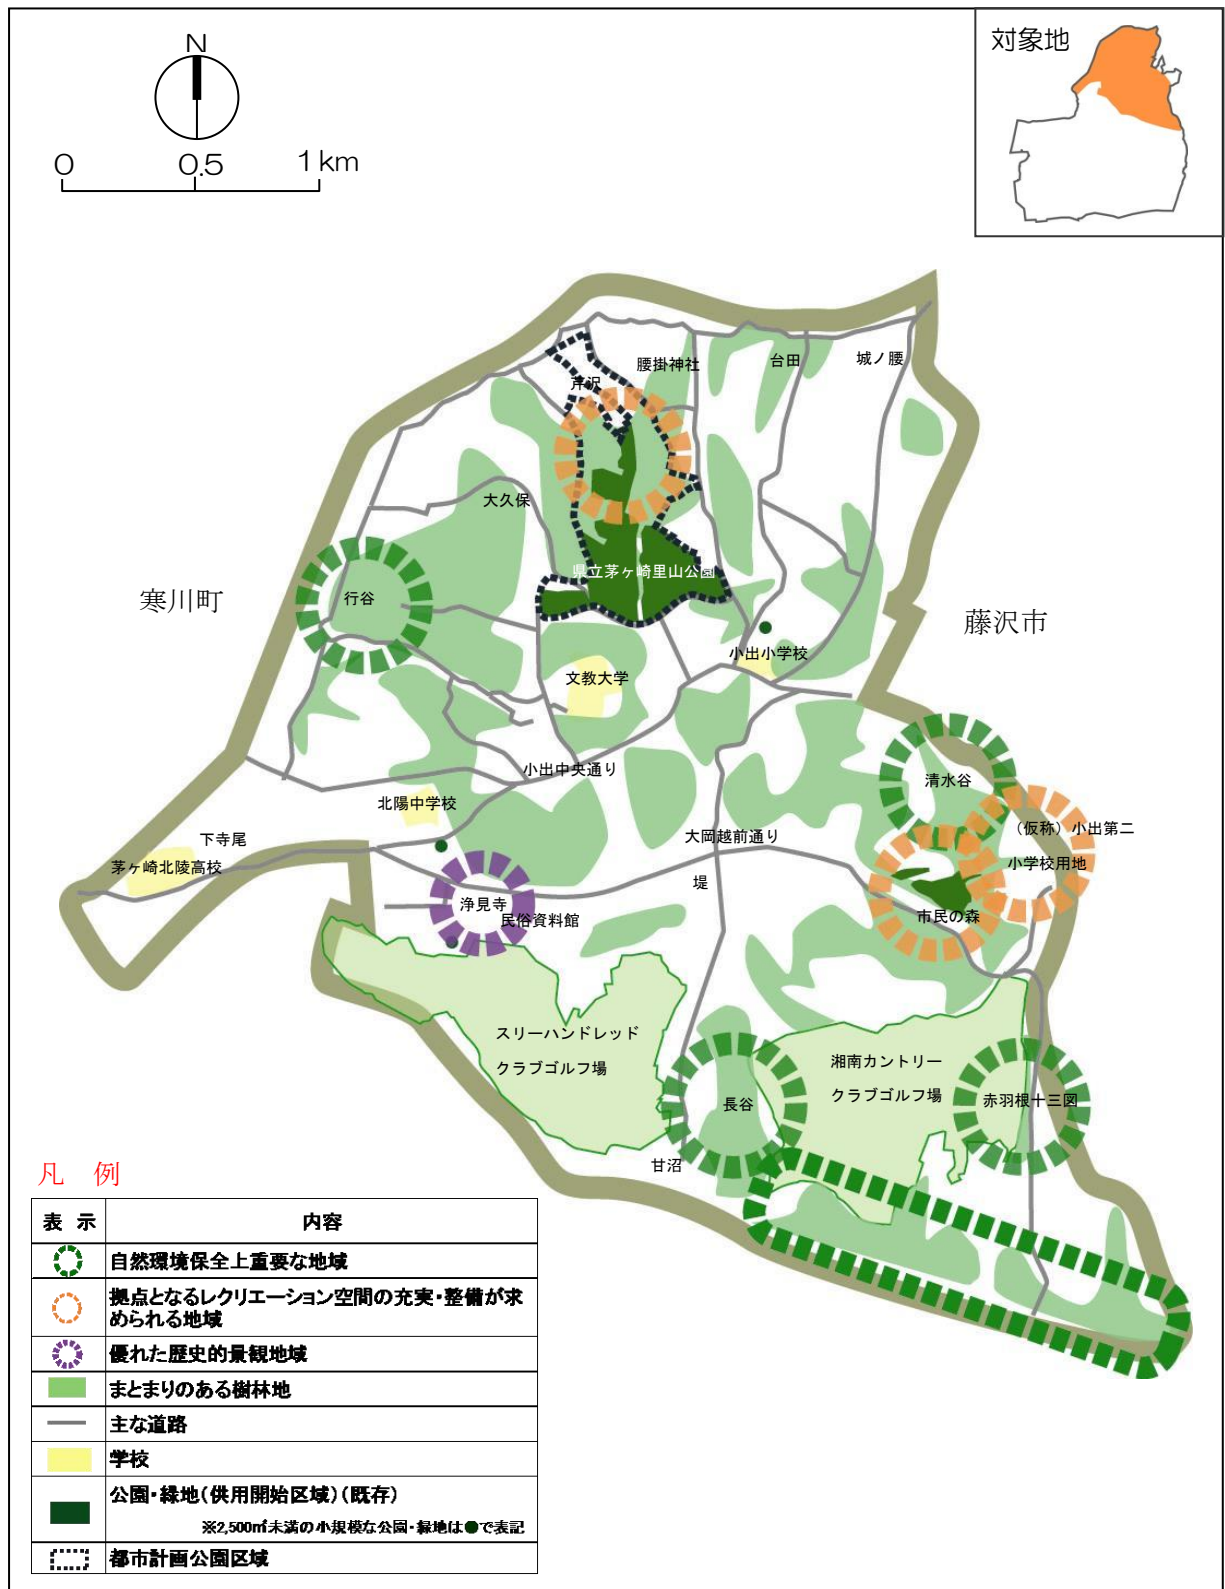 N
0 0.5 1km
対象地
腰掛神社
台田
城ノ腰
芹沢
大久保
県立茅ヶ崎里山公園
行谷
寒川町
藤沢市
小出小学校
文教大学
小出中央通り
清水谷
北陽中学校
(仮称)小出第二
小学校用地
大岡越前通り
下寺尾
茅ヶ崎北陵高校
堤
浄見寺
民俗資料館
市民の森
スリーハンドレッド
クラブゴルフ場
湘南カントリー
クラブゴルフ場
長谷
赤羽根十三図
甘沼
凡 例
表 示 内容
自然環境保全上重要な地域
拠点となるレクリエーション空間の充実・整備が求
められる地域
優れた歴史的景観地域
まとまりのある樹林地
主な道路
学校
公園・緑地(供用開始区域)(既存)
※2,500㎡未満の小規模な公園・緑地は●で表記
都市計画公園区域